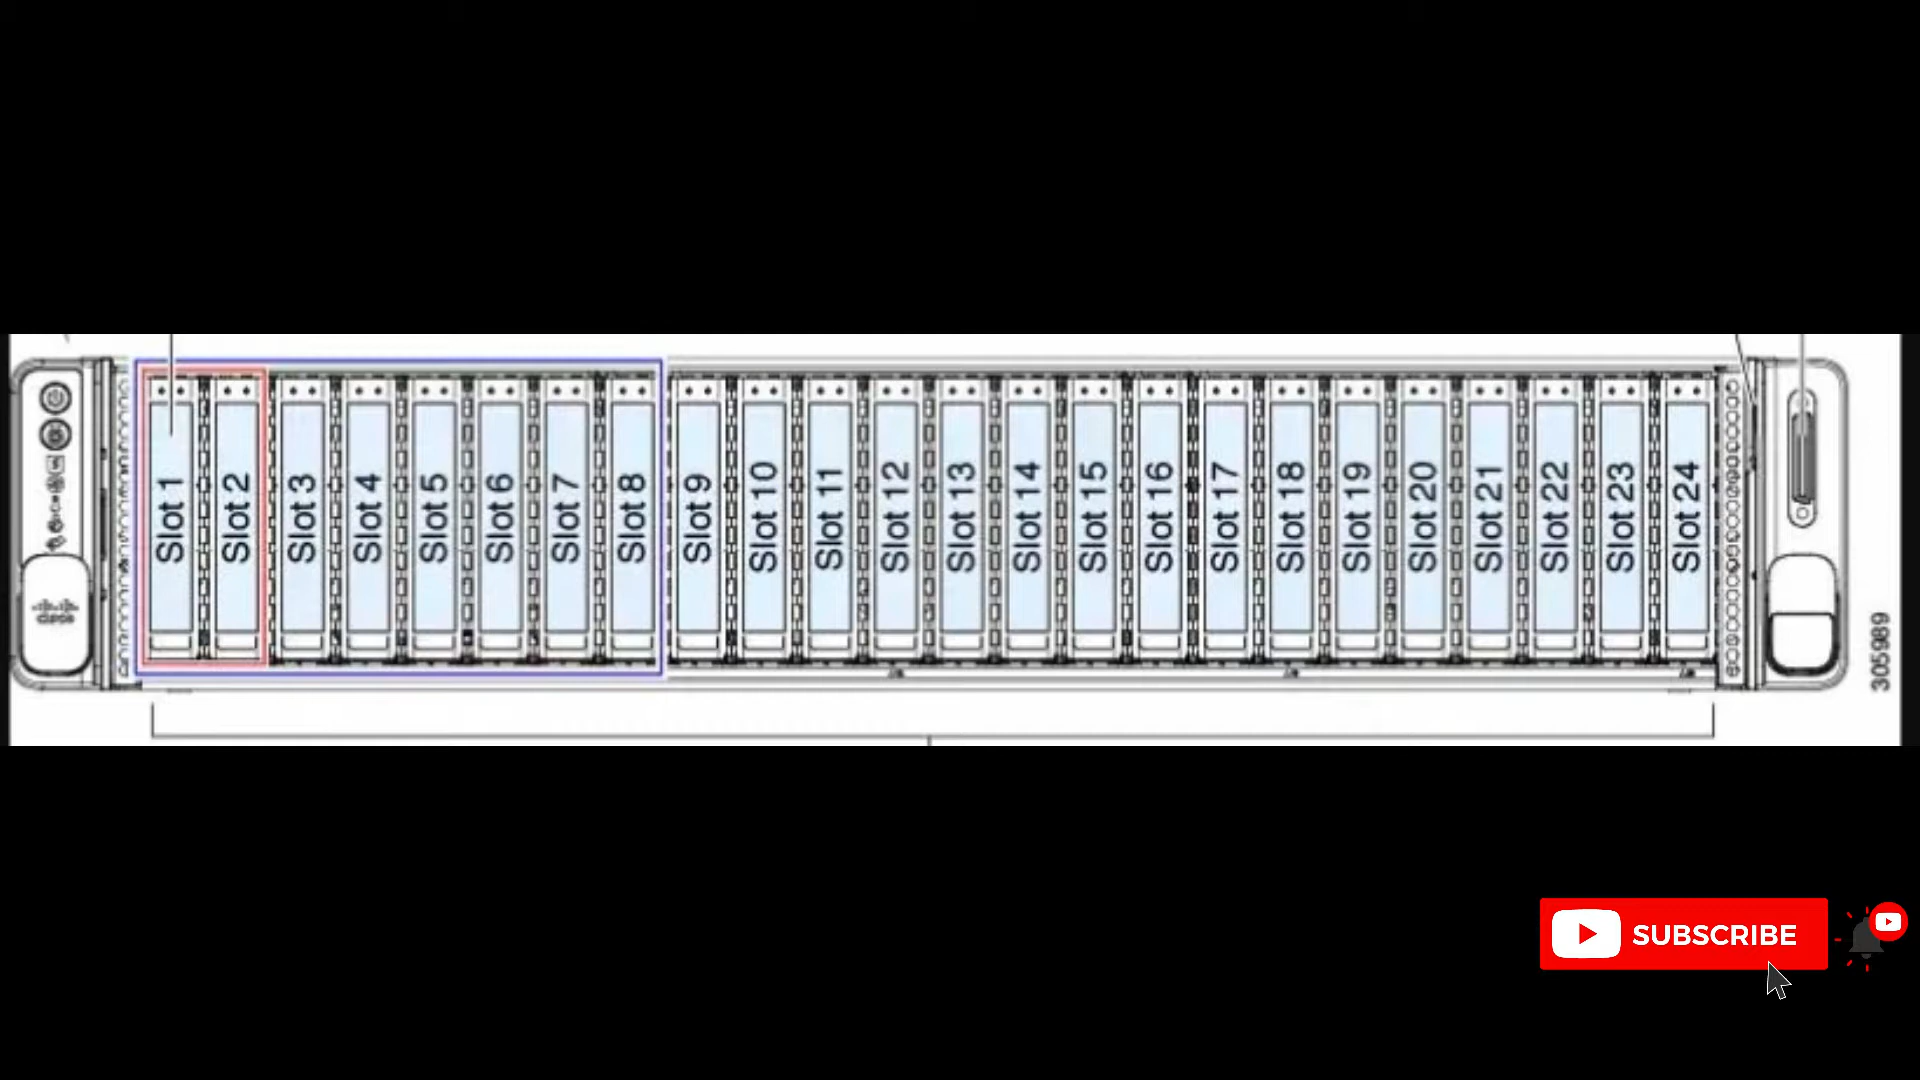 Slot 1
Slot 2
Slot 3
Slot 4
Slot 5
Slot 6
Slot 7
Slot 8
Slot 9
Slot 10
Slot 11
Slot 12
Slot 13
Slot 14
Slot 15
Slot 16
Slot 17
Slot 18
Slot 19
Slot 20
Slot 21
Slot 22
Slot 23
Slot 24
cisco
305989
SUBSCRIBE